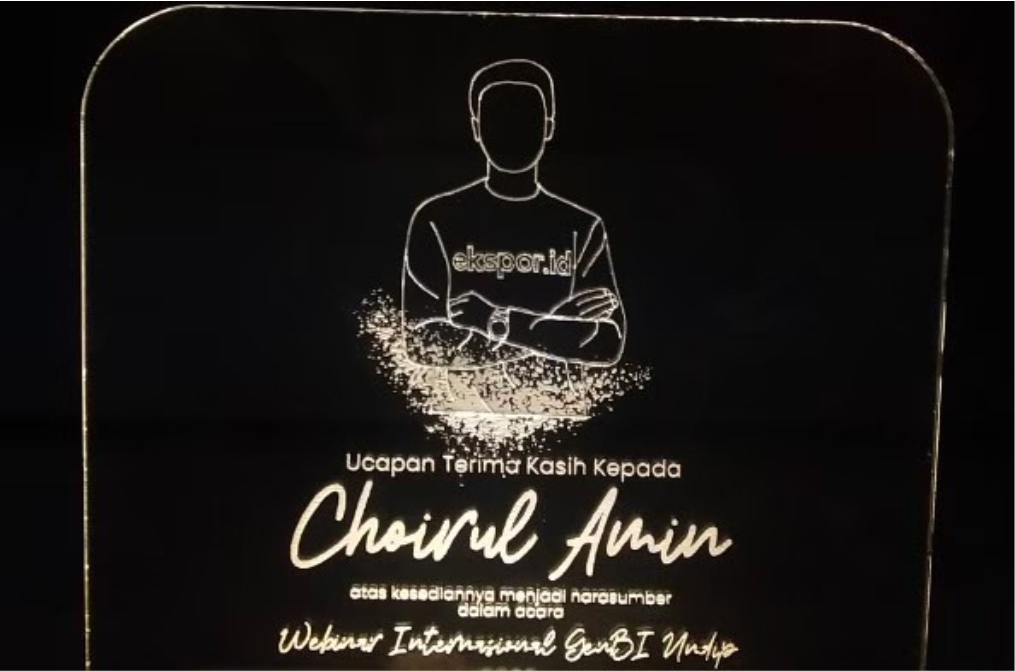 ekspor.id
Ucapan Terima Kasih Kepada
Choirul Amin
atas kesediannya menjadi narasumber
dalam acara
Webinar Internasional GenBI Undip